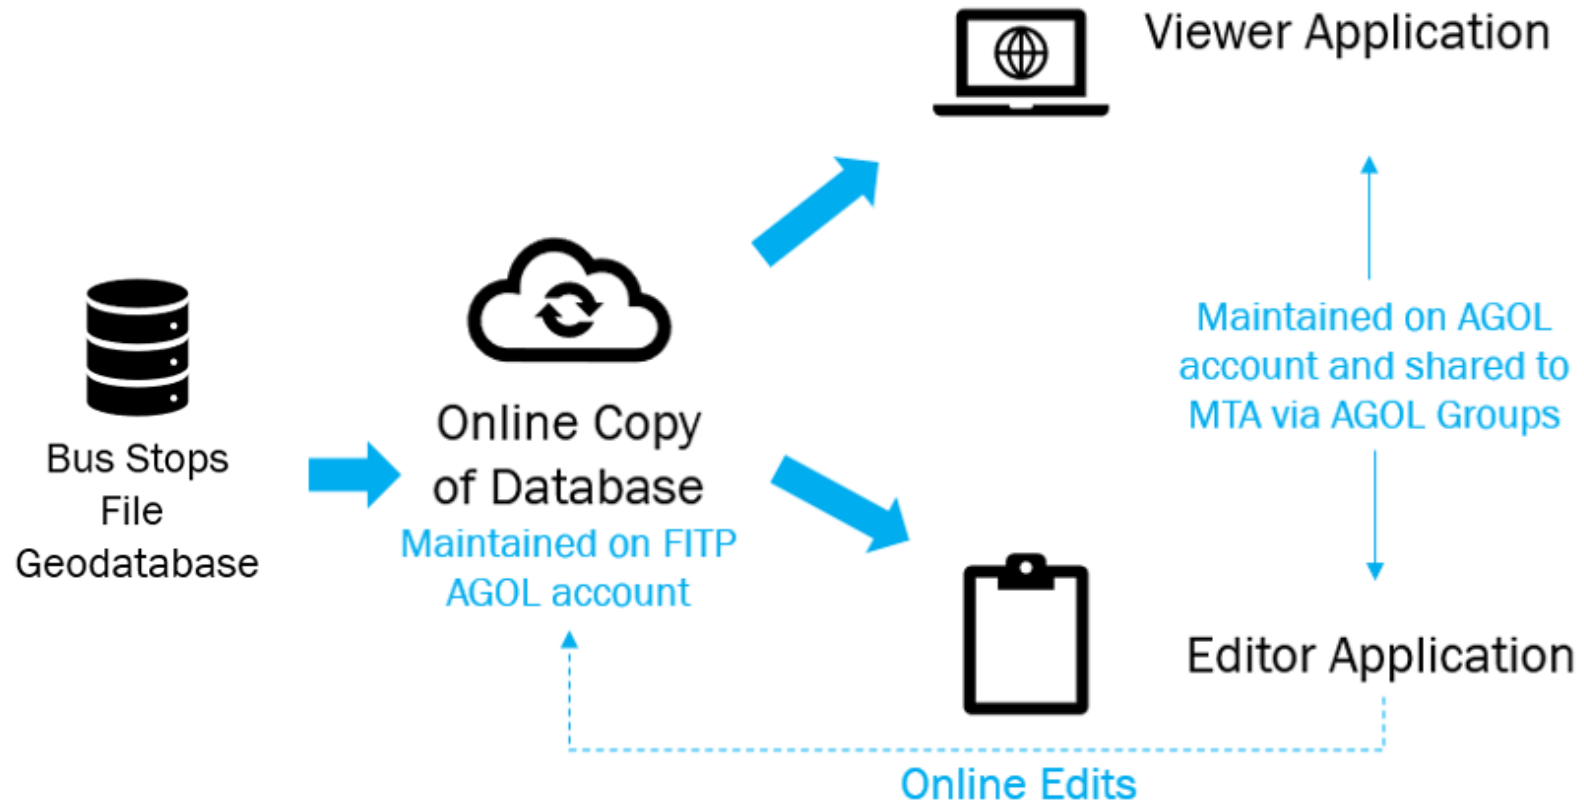 Viewer Application
Maintained on AGOL
account and shared to
MTA via AGOL Groups
Bus Stops
File
Geodatabase
Online Copy
of Database
Maintained on FITP
AGOL account
Editor Application
Online Edits